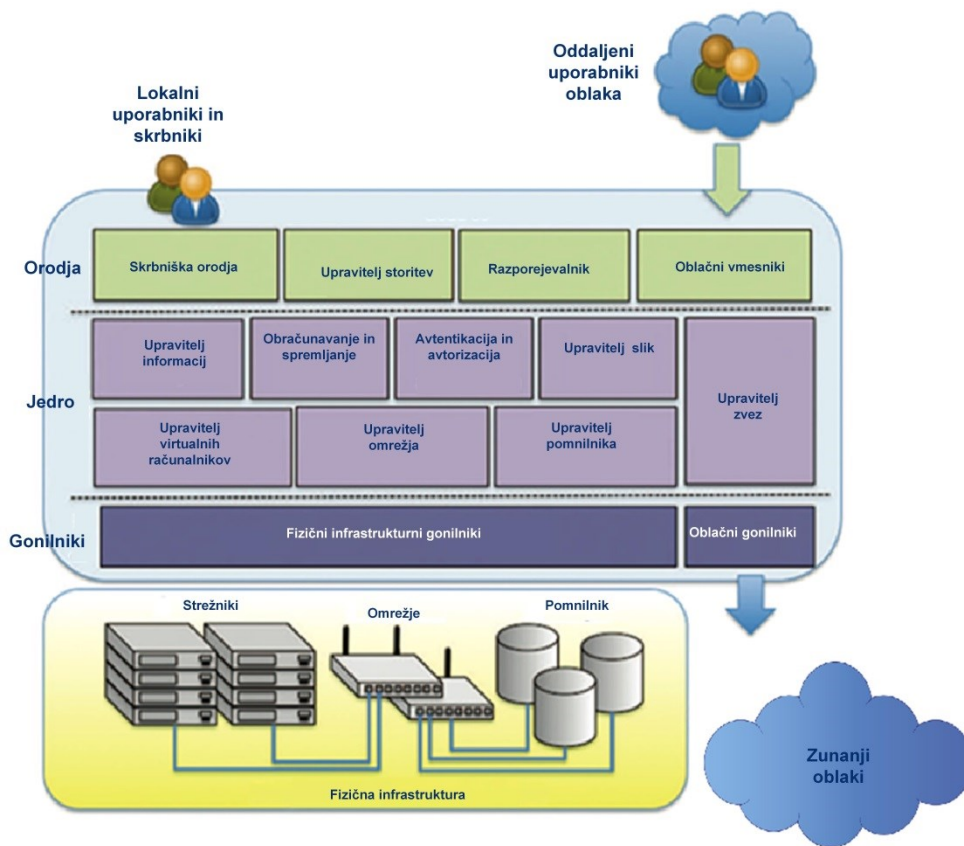 Oddaljeni
uporabniki
oblaka
Lokalni
uporabniki in
skrbniki
Orodja
Skrbniška orodja
Upravitelj storitev
Razporejevalnik
Oblačni vmesniki
Jedro
Upravitelj
informacij
Obračunavanje in
spremljanje
Avtentikacija in
avtorizacija
Upravitelj slik
Upravitelj
zvez
Upravitelj
virtualnih
računalnikov
Upravitelj
omrežja
Upravitelj
pomnilnika
Gonilniki
Fizični infrastrukturni gonilniki
Oblačni gonilniki
Strežniki
Omrežje
Pomnilnik
Fizična infrastruktura
Zunanji
oblaki